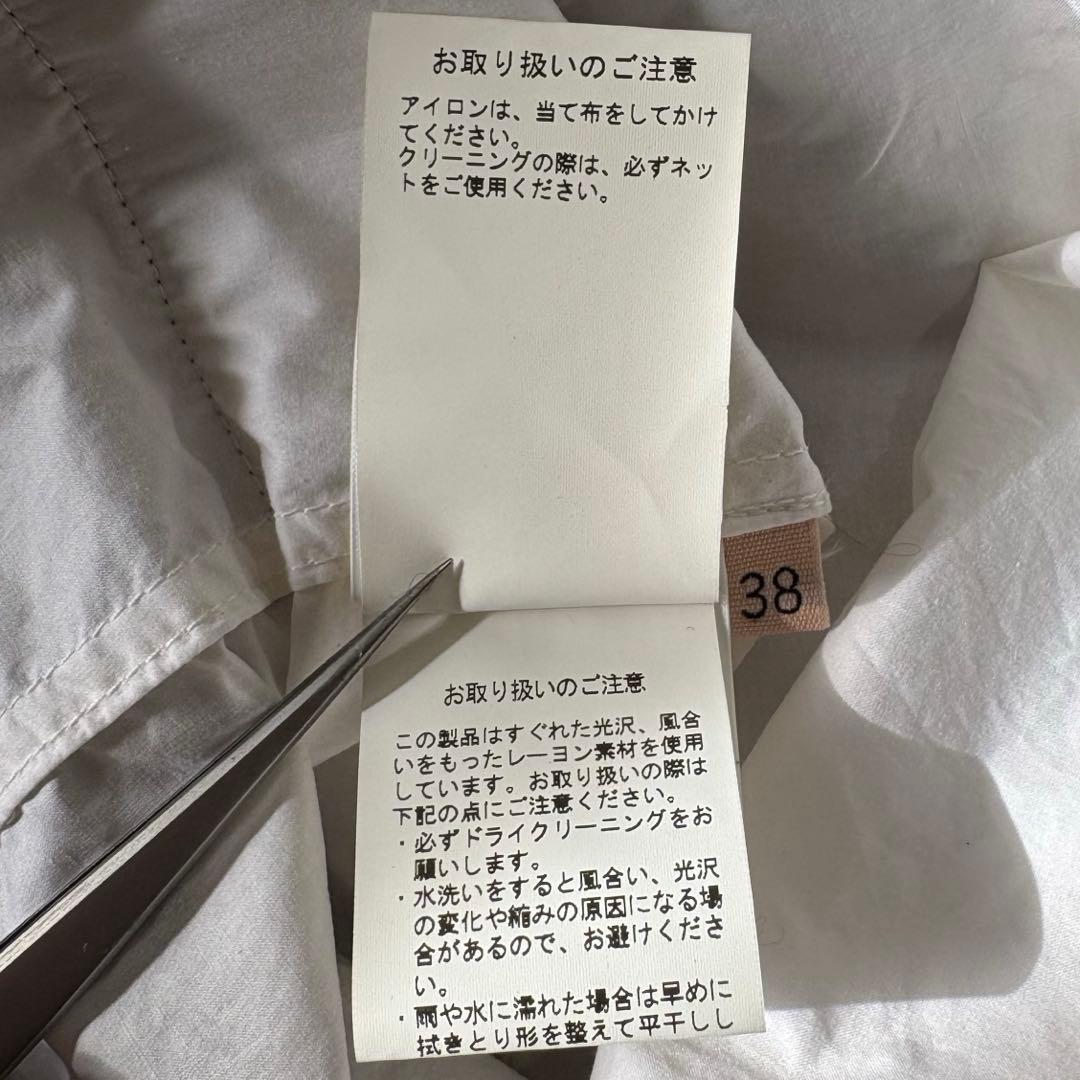 お取り扱いのご注意
アイロンは、当て布をしてかけ
てください。
クリーニングの際は、必ずネッ
トをご使用ください。
38
お取り扱いのご注意
この製品はすぐれた光沢、風合
いをもったレーヨン素材を使用
しています。お取り扱いの際は
下記の点にご注意ください。
・必ずドライクリーニングをお
願いします。
・水洗いをすると風合い、光沢
の変化や縮みの原因になる場
合があるので、お避けくださ
い。
・雨や水に濡れた場合は早めに
拭きとり形を整えて平干しし